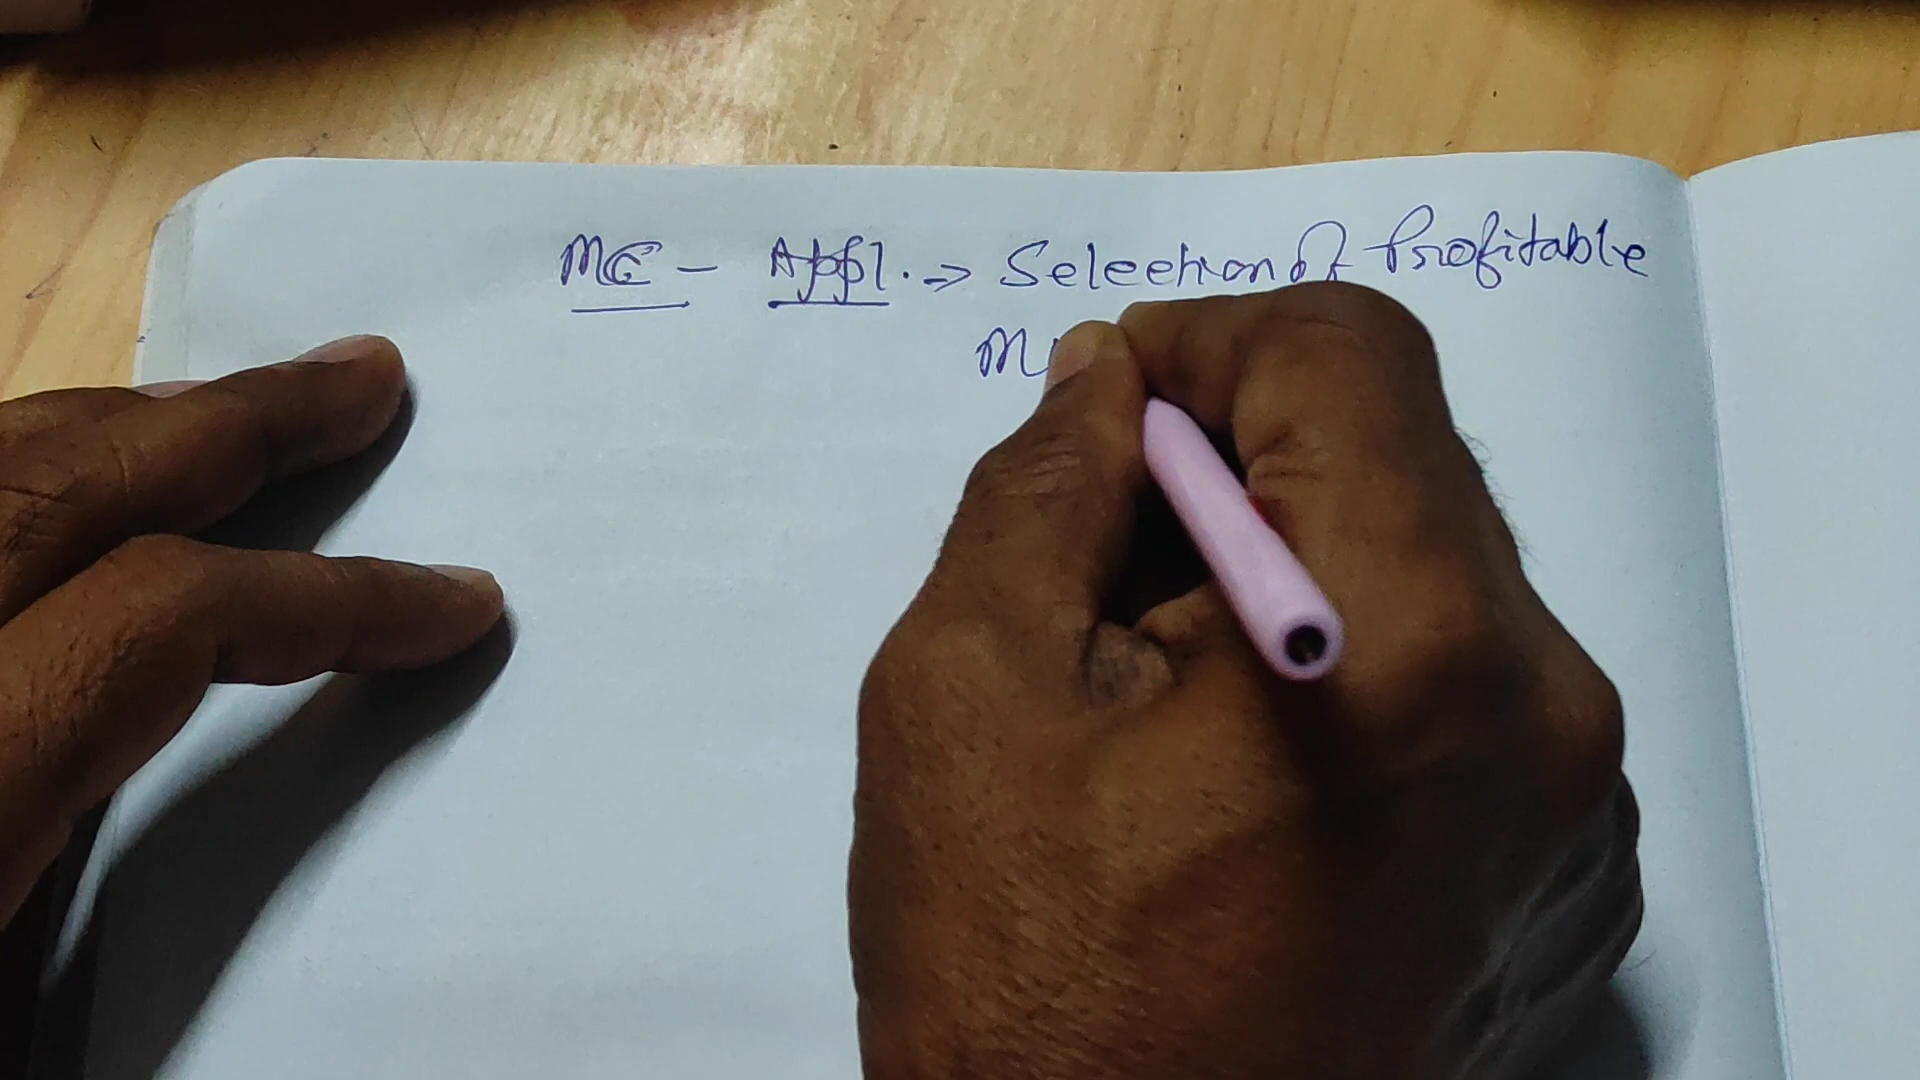 MC - Appl. => Selection of Profitable
M